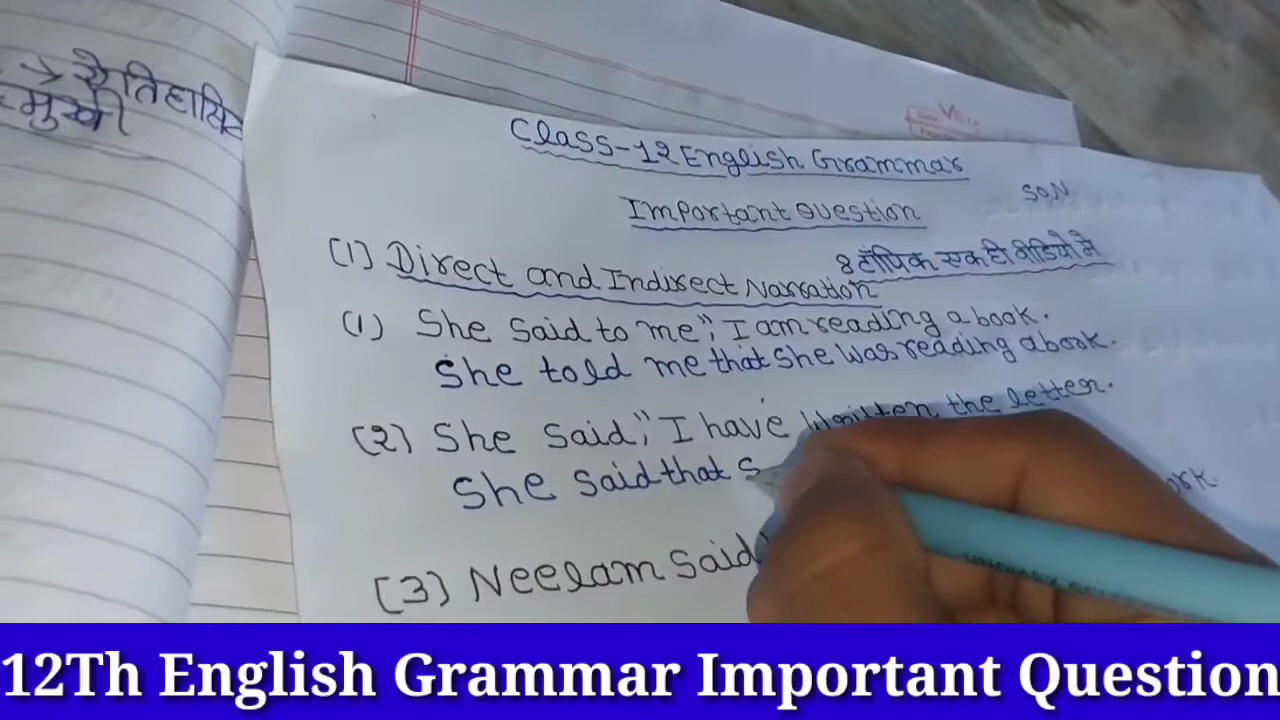 → ऐतिहासि
मुखी
Class-12 English Grammar
SON
Important Question
8 टॉपिक एक ही वीडियो में
(1) Direct and Indirect Narration
(1) She Said to me," I am reading a book.
She told me that she was reading a book.
(2) She Said," I have written the letter.
She Said that S
(3) Neelam Said
12Th English Grammar Important Question